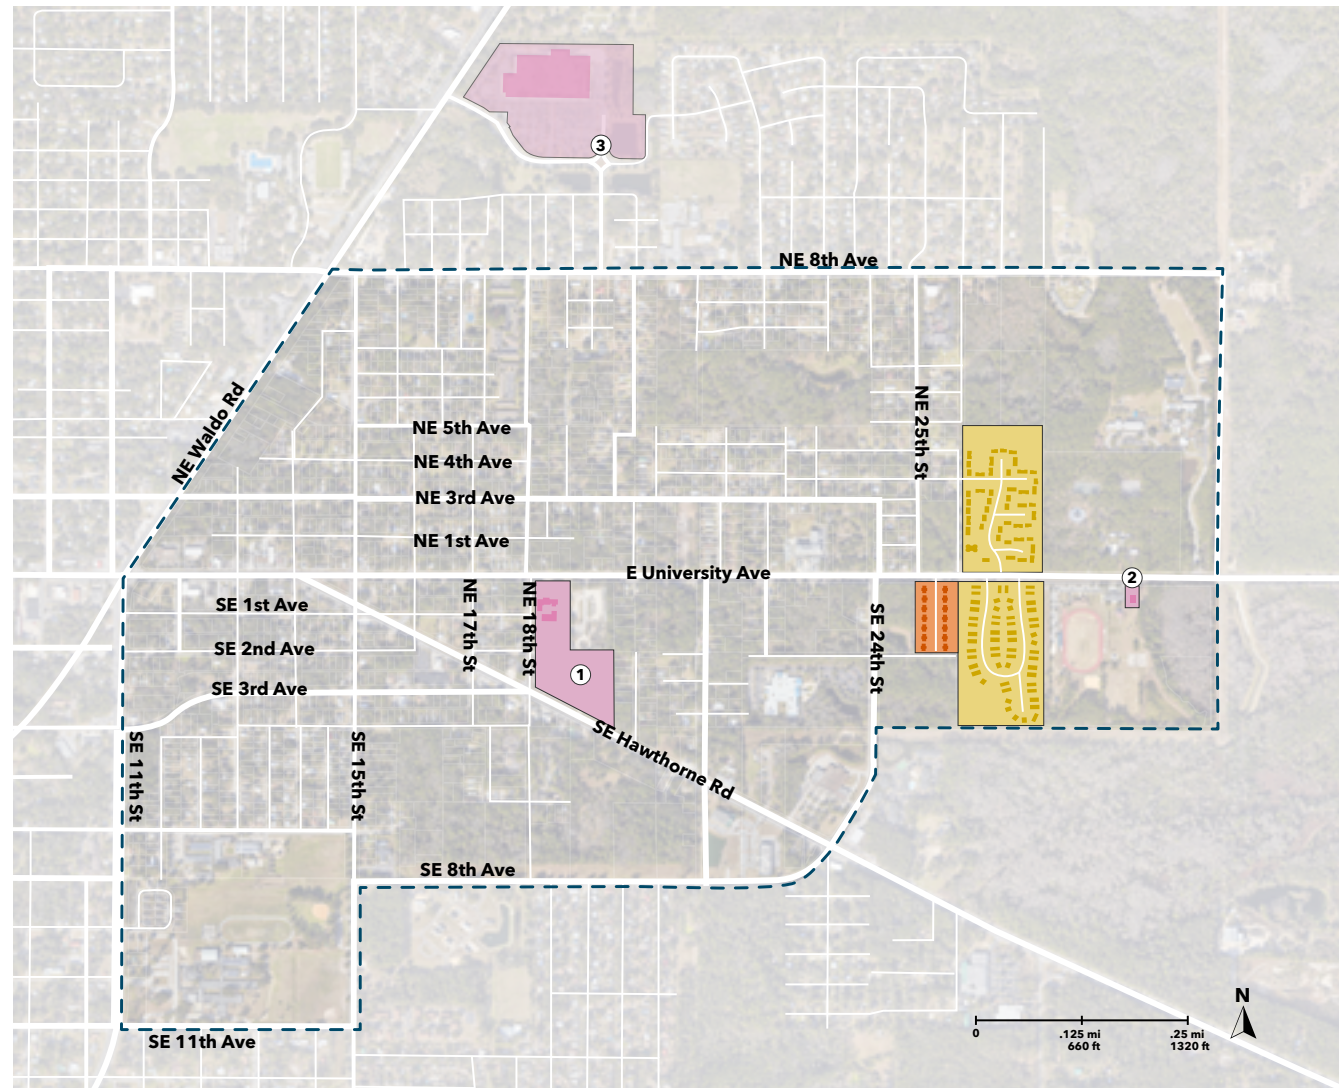 3
NE 8th Ave
NE Waldo Rd
NE 25th St
NE 5th Ave
NE 4th Ave
NE 3rd Ave
NE 1st Ave
E University Ave
2
NE 17th St
NE 18th St
SE 1st Ave
SE 24th St
SE 2nd Ave
1
SE 3rd Ave
SE Hawthorne Rd
SE 11th St
SE 15th St
SE 8th Ave
N
0
.125 mi
660 ft
.25 mi
1320 ft
SE 11th Ave